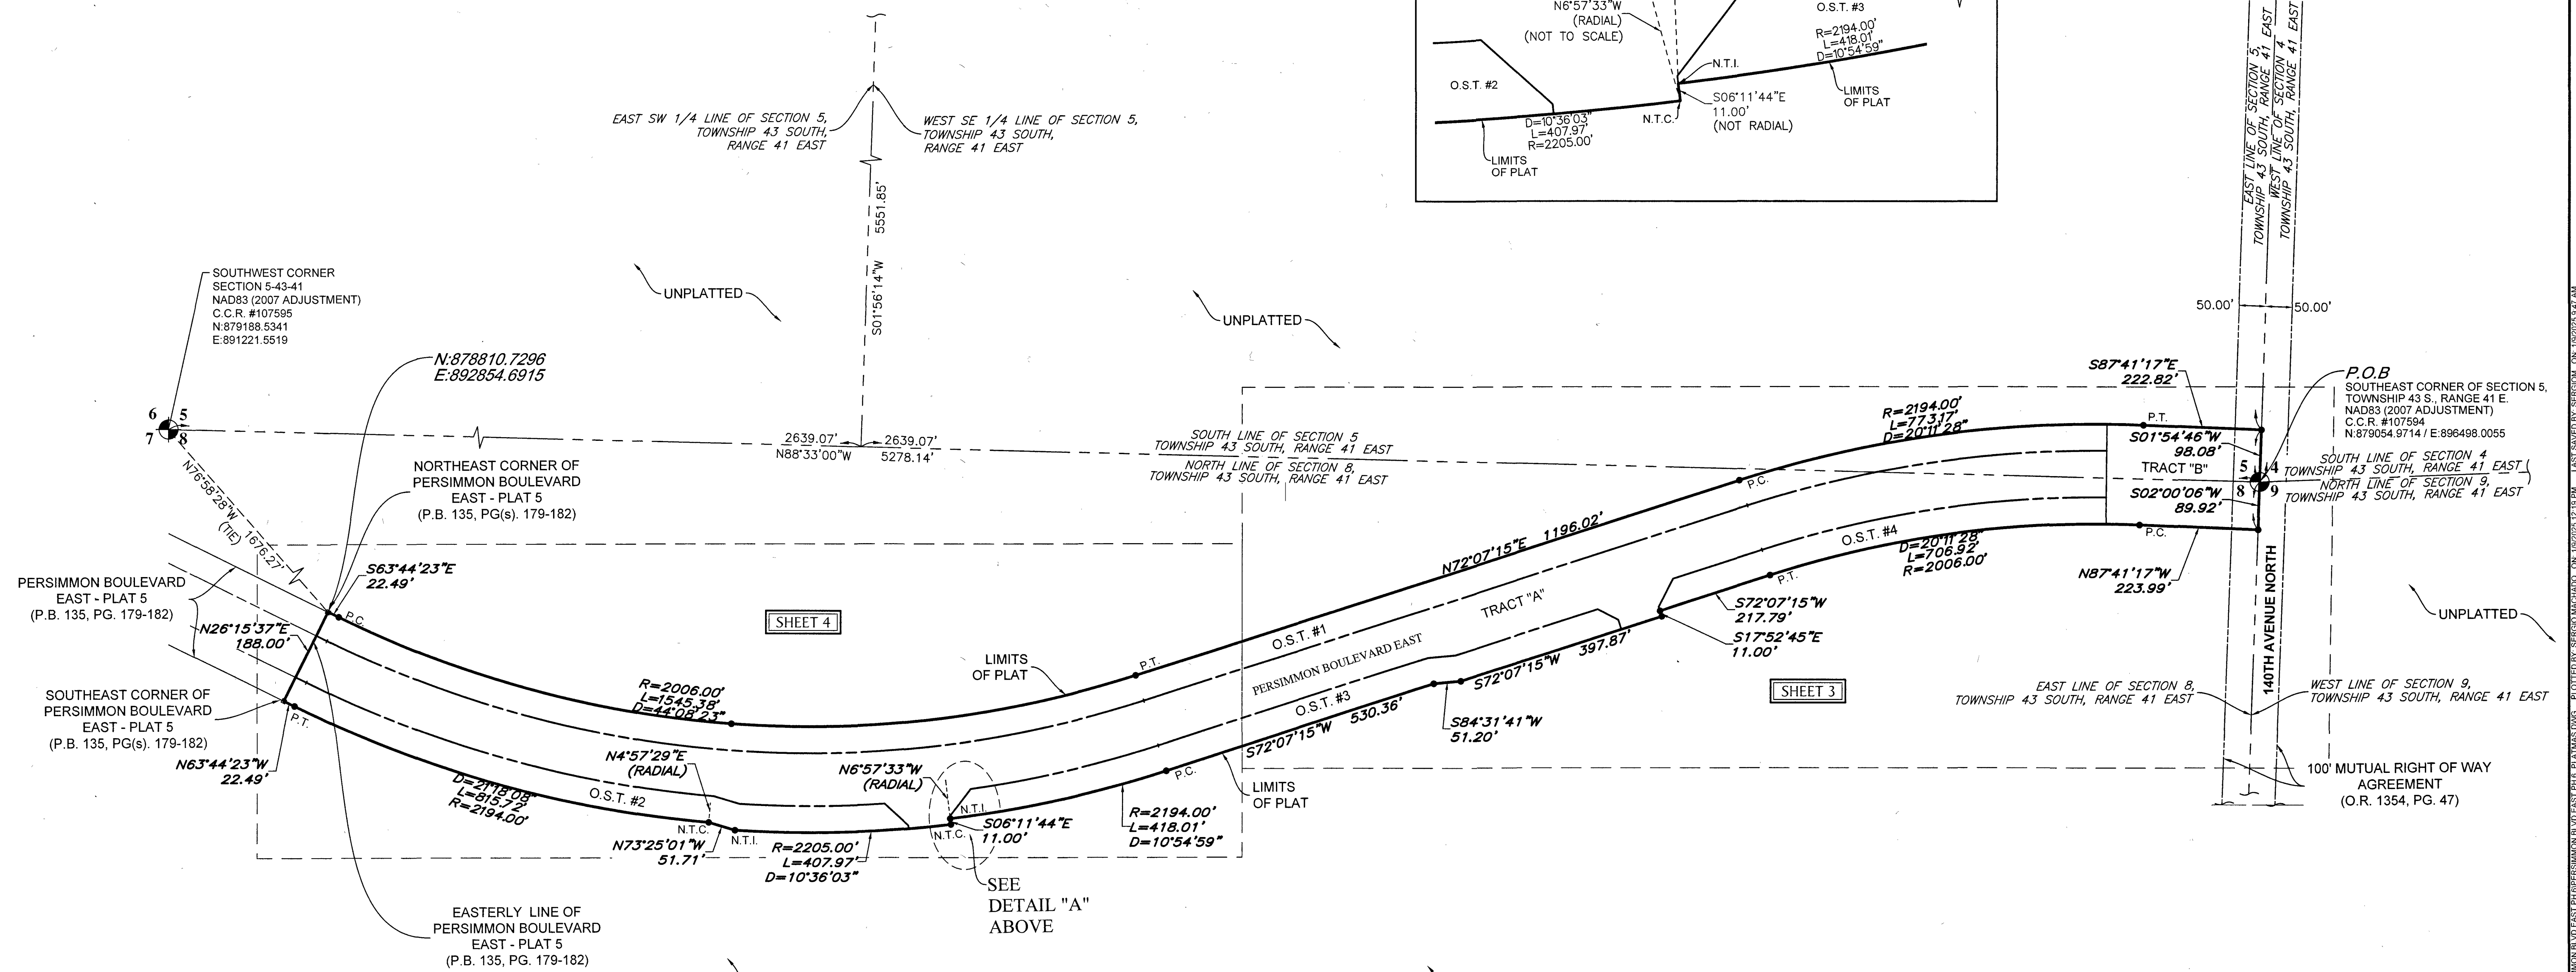 N6°57'33"W
(RADIAL)
(NOT TO SCALE)
O.S.T. #3
R=2194.00'
L=418.01'
D=10°54'59"
N.T.I.
LIMITS
OF PLAT
O.S.T. #2
S06°11'44"E
11.00'
(NOT RADIAL)
N.T.C.
D=10°36'03"
L=407.97'
R=2205.00'
LIMITS
OF PLAT
EAST LINE OF SECTION 5,
TOWNSHIP 43 SOUTH, RANGE 41 EAST
WEST LINE OF SECTION 4
TOWNSHIP 43 SOUTH, RANGE 41 EAST
EAST SW 1/4 LINE OF SECTION 5,
TOWNSHIP 43 SOUTH,
RANGE 41 EAST
WEST SE 1/4 LINE OF SECTION 5,
TOWNSHIP 43 SOUTH,
RANGE 41 EAST
S01°56'14"W 5551.85'
SOUTHWEST CORNER
SECTION 5-43-41
NAD83 (2007 ADJUSTMENT)
C.C.R. #107595
N:879188.5341
E:891221.5519
UNPLATTED
UNPLATTED
50.00'
50.00'
N:878810.7296
E:892854.6915
6 5
7 8
2639.07'
2639.07'
N88°33'00"W
5278.14'
SOUTH LINE OF SECTION 5
TOWNSHIP 43 SOUTH, RANGE 41 EAST
NORTH LINE OF SECTION 8,
TOWNSHIP 43 SOUTH, RANGE 41 EAST
S87°41'17"E
222.82'
P.O.B
SOUTHEAST CORNER OF SECTION 5,
TOWNSHIP 43 S., RANGE 41 E.
NAD83 (2007 ADJUSTMENT)
C.C.R. #107594
N:879054.9714 / E:896498.0055
R=2194.00'
L=773.17'
D=20°11'28"
P.T.
S01°54'46"W
98.08'
TRACT "B"
5 4
8 9
SOUTH LINE OF SECTION 4
TOWNSHIP 43 SOUTH, RANGE 41 EAST
NORTH LINE OF SECTION 9,
TOWNSHIP 43 SOUTH, RANGE 41 EAST
S02°00'06"W
89.92'
P.C.
N76°58'28"W
(TIE)
1676.27'
NORTHEAST CORNER OF
PERSIMMON BOULEVARD
EAST - PLAT 5
(P.B. 135, PG(s). 179-182)
N72°07'15"E 1196.02'
O.S.T. #4
D=20°11'28"
L=706.92'
R=2006.00'
P.C.
N87°41'17"W
223.99'
140TH AVENUE NORTH
S63°44'23"E
22.49'
PERSIMMON BOULEVARD
EAST - PLAT 5
(P.B. 135, PG. 179-182)
P.C.
N26°15'37"E
188.00'
SHEET 4
P.T.
S72°07'15"W
217.79'
TRACT "A"
UNPLATTED
O.S.T. #1
S17°52'45"E
11.00'
LIMITS
OF PLAT
P.T.
PERSIMMON BOULEVARD EAST
S72°07'15"W 397.87'
SOUTHEAST CORNER OF
PERSIMMON BOULEVARD
EAST - PLAT 5
(P.B. 135, PG(s). 179-182)
P.T.
R=2006.00'
L=1545.38'
D=44°08'23"
O.S.T. #3
S84°31'41"W
51.20'
SHEET 3
EAST LINE OF SECTION 8,
TOWNSHIP 43 SOUTH, RANGE 41 EAST
WEST LINE OF SECTION 9,
TOWNSHIP 43 SOUTH, RANGE 41 EAST
S72°07'15"W 530.36'
N63°44'23"W
22.49'
N4°57'29"E
(RADIAL)
N6°57'33"W
(RADIAL)
P.C.
D=21°18'08"
L=815.72'
R=2194.00'
O.S.T. #2
LIMITS
OF PLAT
100' MUTUAL RIGHT OF WAY
AGREEMENT
(O.R. 1354, PG. 47)
N.T.I.
N.T.C.
N.T.I.
N.T.C.
S06°11'44"E
11.00'
R=2194.00'
L=418.01'
D=10°54'59"
N73°25'01"W
51.71'
R=2205.00'
L=407.97'
D=10°36'03"
SEE
DETAIL "A"
ABOVE
EASTERLY LINE OF
PERSIMMON BOULEVARD
EAST - PLAT 5
(P.B. 135, PG. 179-182)